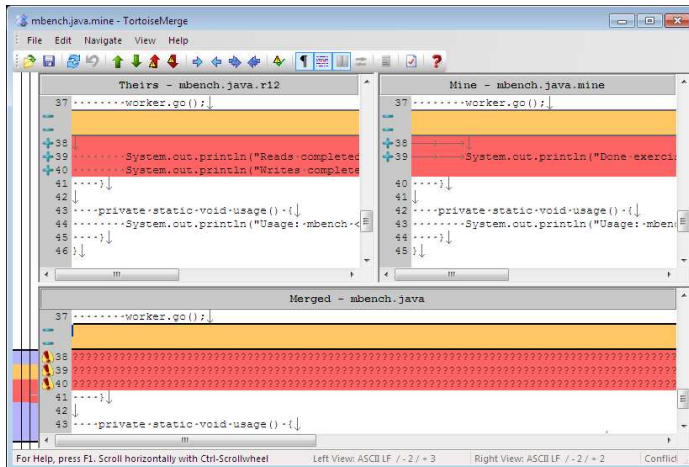 mbench.java.mine - TortoiseMerge
File Edit Navigate View Help
Theirs - mbench.java.r12
37 ········worker.go();↓
38 ↓
39 ········System.out.println("Reads·completed
40 ········System.out.println("Writes·complete
41 ····}↓
42 ↓
43 ····private·static·void·usage()·{↓
44 ········System.out.println("Usage:·mbench·<
45 ····}↓
46 }↓
Mine - mbench.java.mine
37 ········worker.go();↓
38 → → ↓
39 → → System.out.println("Done·exerci
40 ····}↓
41 ↓
42 ····private·static·void·usage()·{↓
43 ········System.out.println("Usage:·mben
44 ····}↓
45 }↓
Merged - mbench.java
37 ········worker.go();↓
38 ????????????????????????????????????????????????????????????????????????????????????????
39 ????????????????????????????????????????????????????????????????????????????????????????
40 ????????????????????????????????????????????????????????????????????????????????????????
41 ····}↓
42 ↓
43 ····private·static·void·usage()·{↓
For Help, press F1. Scroll horizontally with Ctrl-Scrollwheel Left View: ASCII LF / - 2 / + 3 Right View: ASCII LF / - 2 / + 2 Conflic